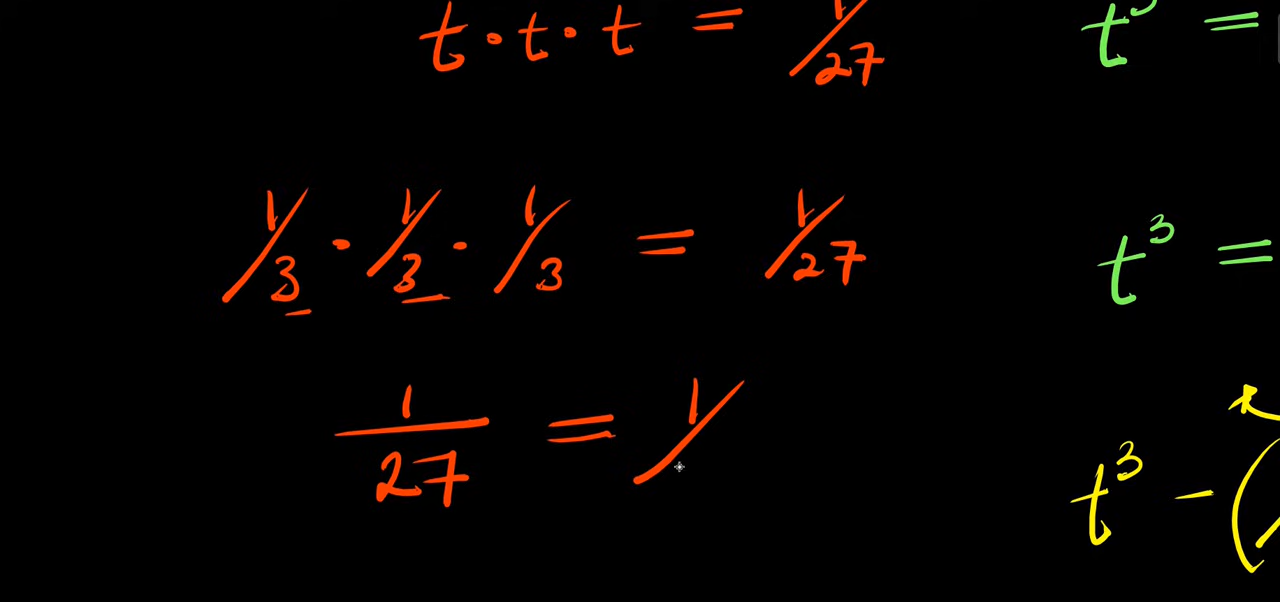 t · t · t = 1/27
t³ =
1/3 · 1/3 · 1/3 = 1/27
t³ =
1/27 = 1/
t³ - (